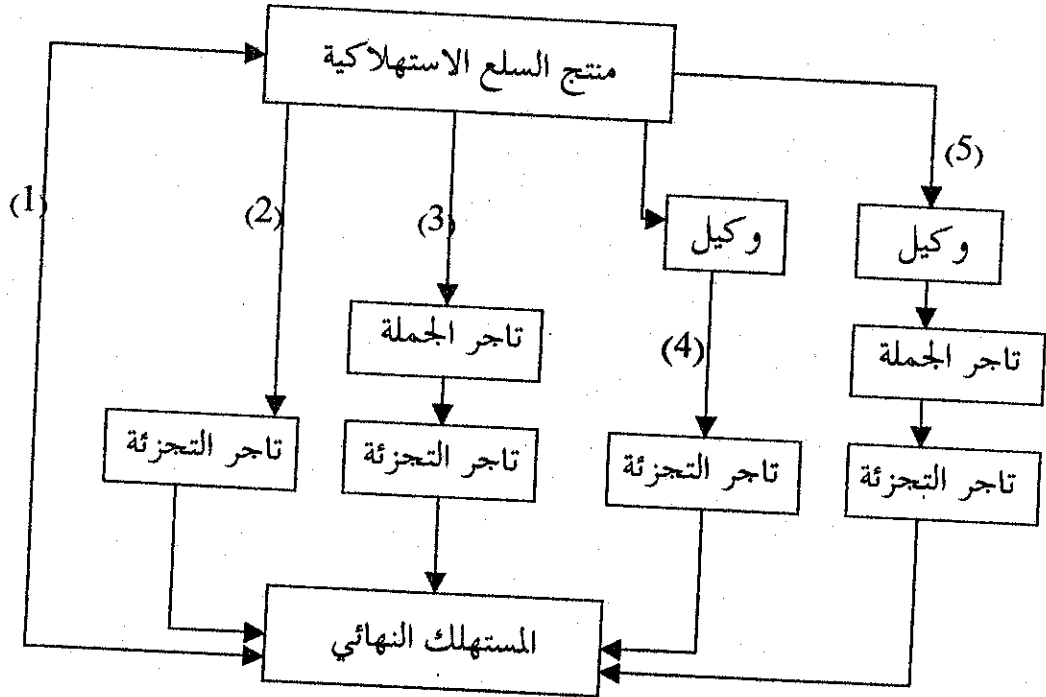 منتج السلع الاستهلاكية
(5)
(1)
(2)
(3)
وكيل
وكيل
تاجر الجملة
(4)
تاجر الجملة
تاجر التجزئة
تاجر التجزئة
تاجر التجزئة
تاجر التجزئة
المستهلك النهائي